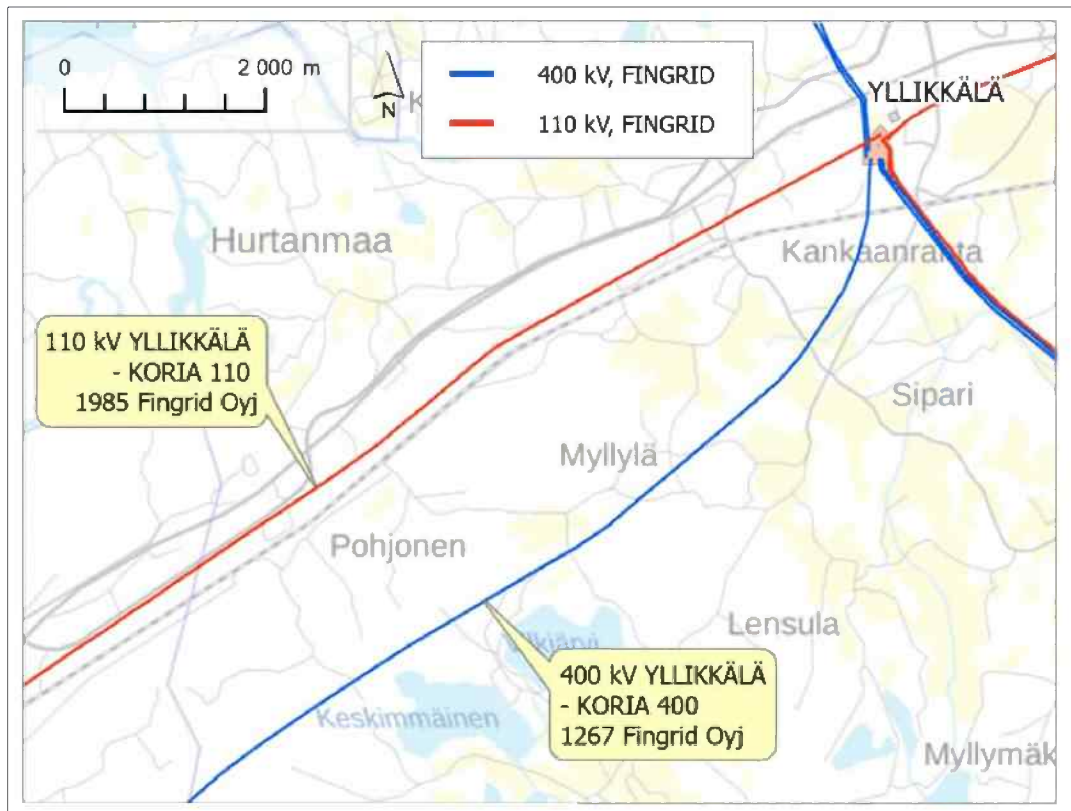 0 2 000 m
N
400 kV, FINGRID
110 kV, FINGRID
YLLIKKÄLÄ
Hurtanmaa
Kankaanranta
110 kV YLLIKKÄLÄ
- KORIA 110
1985 Fingrid Oyj
Sipari
Myllylä
Pohjonen
Lensula
400 kV YLLIKKÄLÄ
- KORIA 400
1267 Fingrid Oyj
Keskimmäinen
Myllymäk